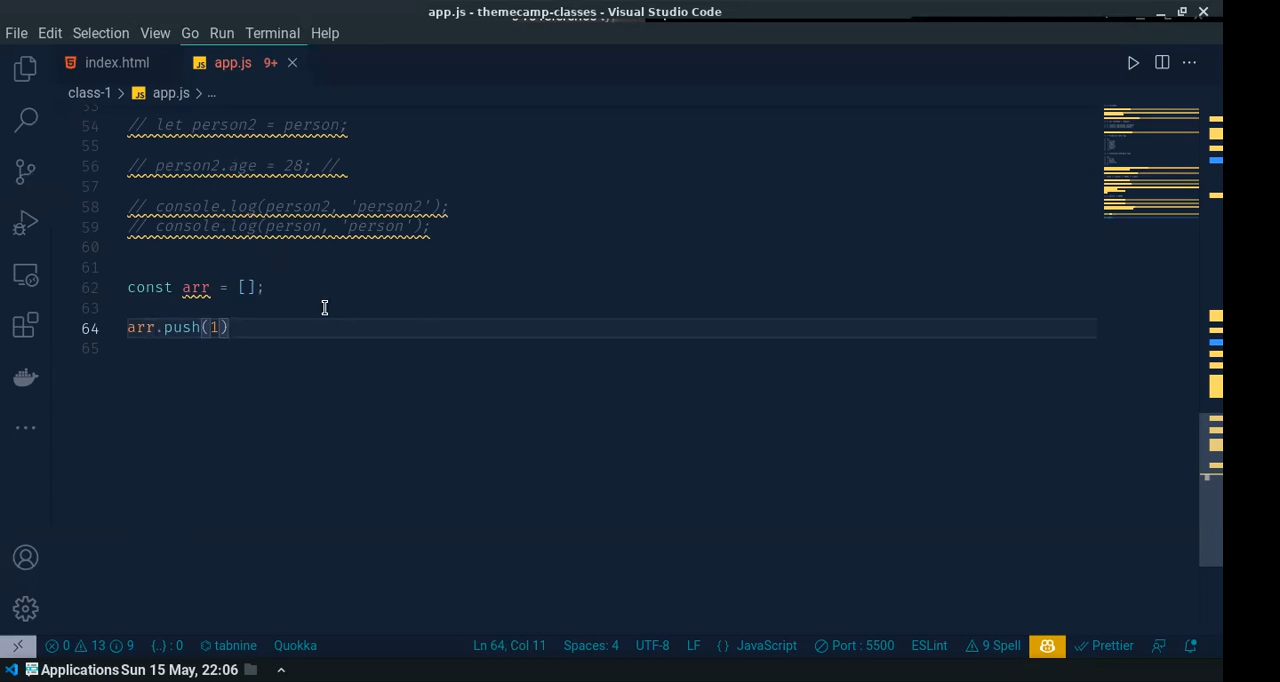 app.js - themecamp-classes - Visual Studio Code
File Edit Selection View Go Run Terminal Help
index.html app.js 9+
class-1 > app.js > ...
54 // let person2 = person;
55
56 // person2.age = 28; //
57
58 // console.log(person2, 'person2');
59 // console.log(person, 'person');
60
61
62 const arr = [];
63
64 arr.push(1)
65
0 13 9 {..} : 0 tabnine Quokka Ln 64, Col 11 Spaces: 4 UTF-8 LF {} JavaScript Port : 5500 ESLint 9 Spell Prettier
Applications Sun 15 May, 22:06